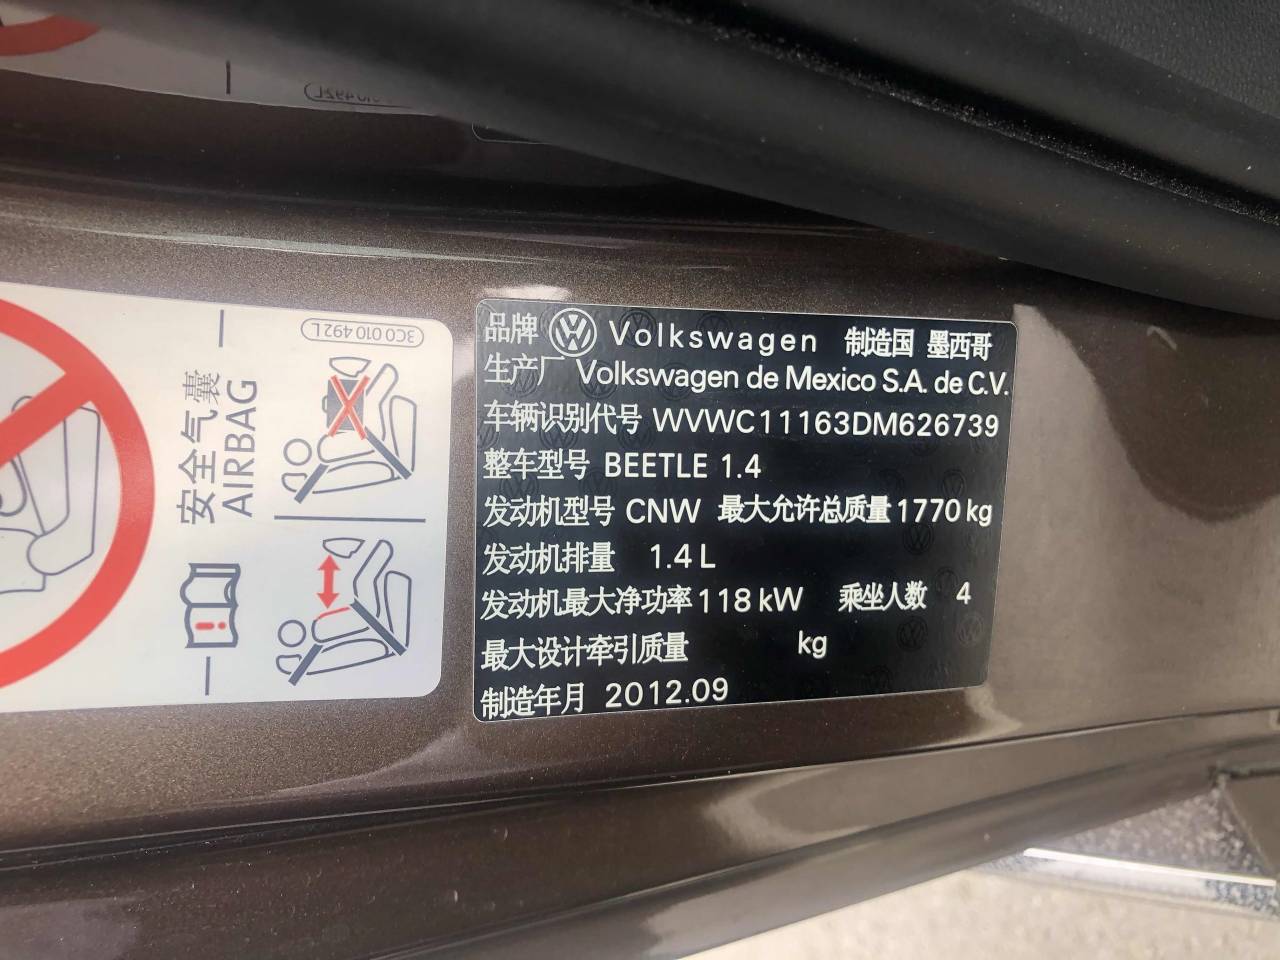 3C0 010 492 L
安全气囊
AIRBAG
品牌 Volkswagen 制造国 墨西哥
生产厂 Volkswagen de Mexico S.A. de C.V.
车辆识别代号 WVWC11163DM626739
整车型号 BEETLE 1.4
发动机型号 CNW 最大允许总质量 1770 kg
发动机排量 1.4 L
发动机最大净功率 118 kW 乘坐人数 4
最大设计牵引质量 kg
制造年月 2012.09